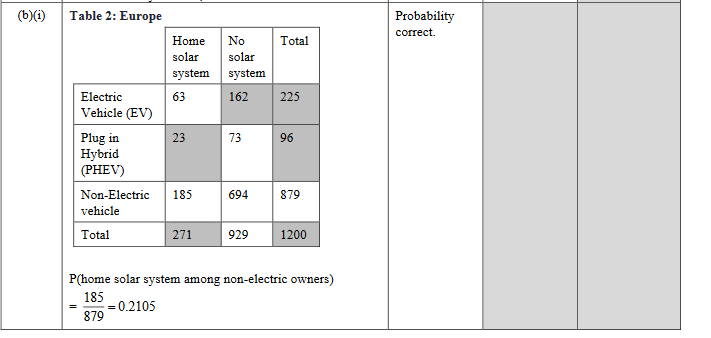 (b)(i) Table 2: Europe Probability correct.
Home solar system No solar system Total
Electric Vehicle (EV) 63 162 225
Plug in Hybrid (PHEV) 23 73 96
Non-Electric vehicle 185 694 879
Total 271 929 1200
P(home solar system among non-electric owners)
= 185/879 = 0.2105